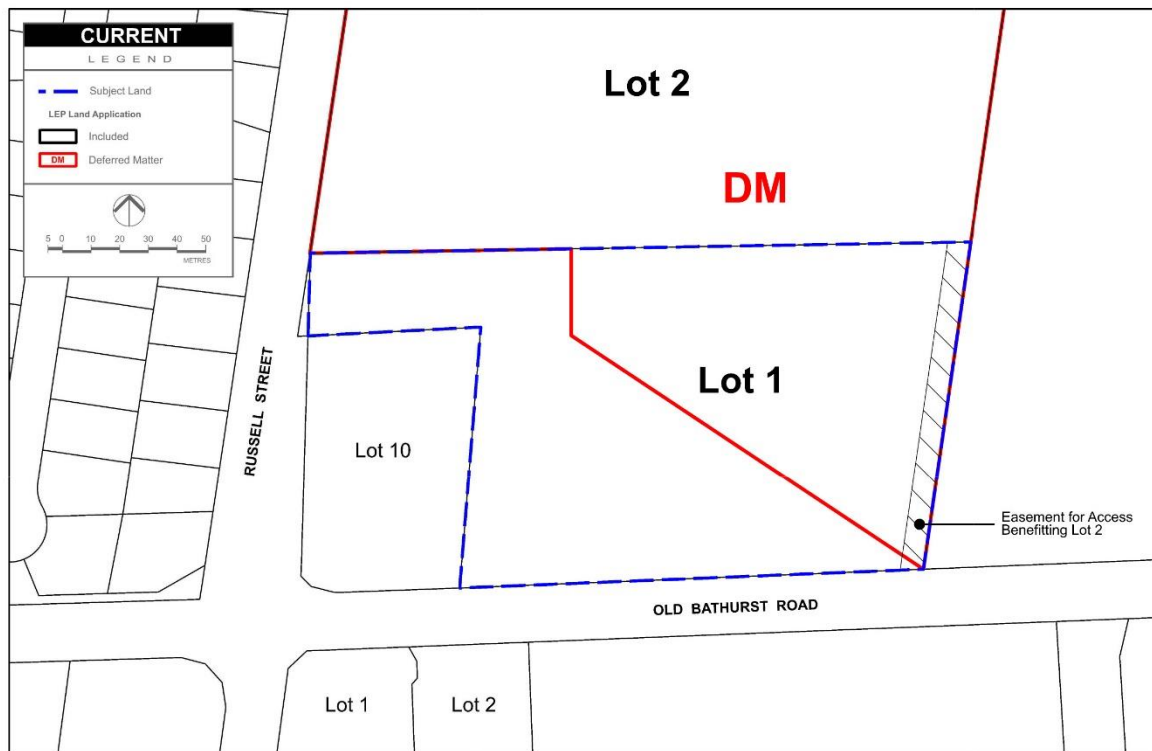 CURRENT
LEGEND
Subject Land
LEP Land Application
Included
DM Deferred Matter
5 0 10 20 30 40 50
METRES
Lot 2
DM
Lot 1
RUSSELL STREET
Lot 10
Easement for Access
Benefitting Lot 2
OLD BATHURST ROAD
Lot 1
Lot 2